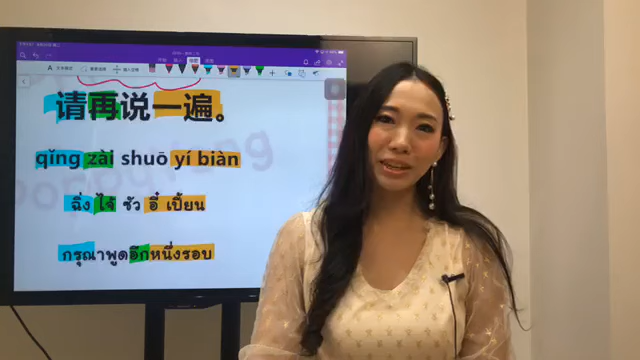 请再说一遍。
qǐng zài shuō yí biàn
ฉิ่ง ไจ้ ชัว อี๋ เปี้ยน
กรุณาพูดอีกหนึ่งรอบ